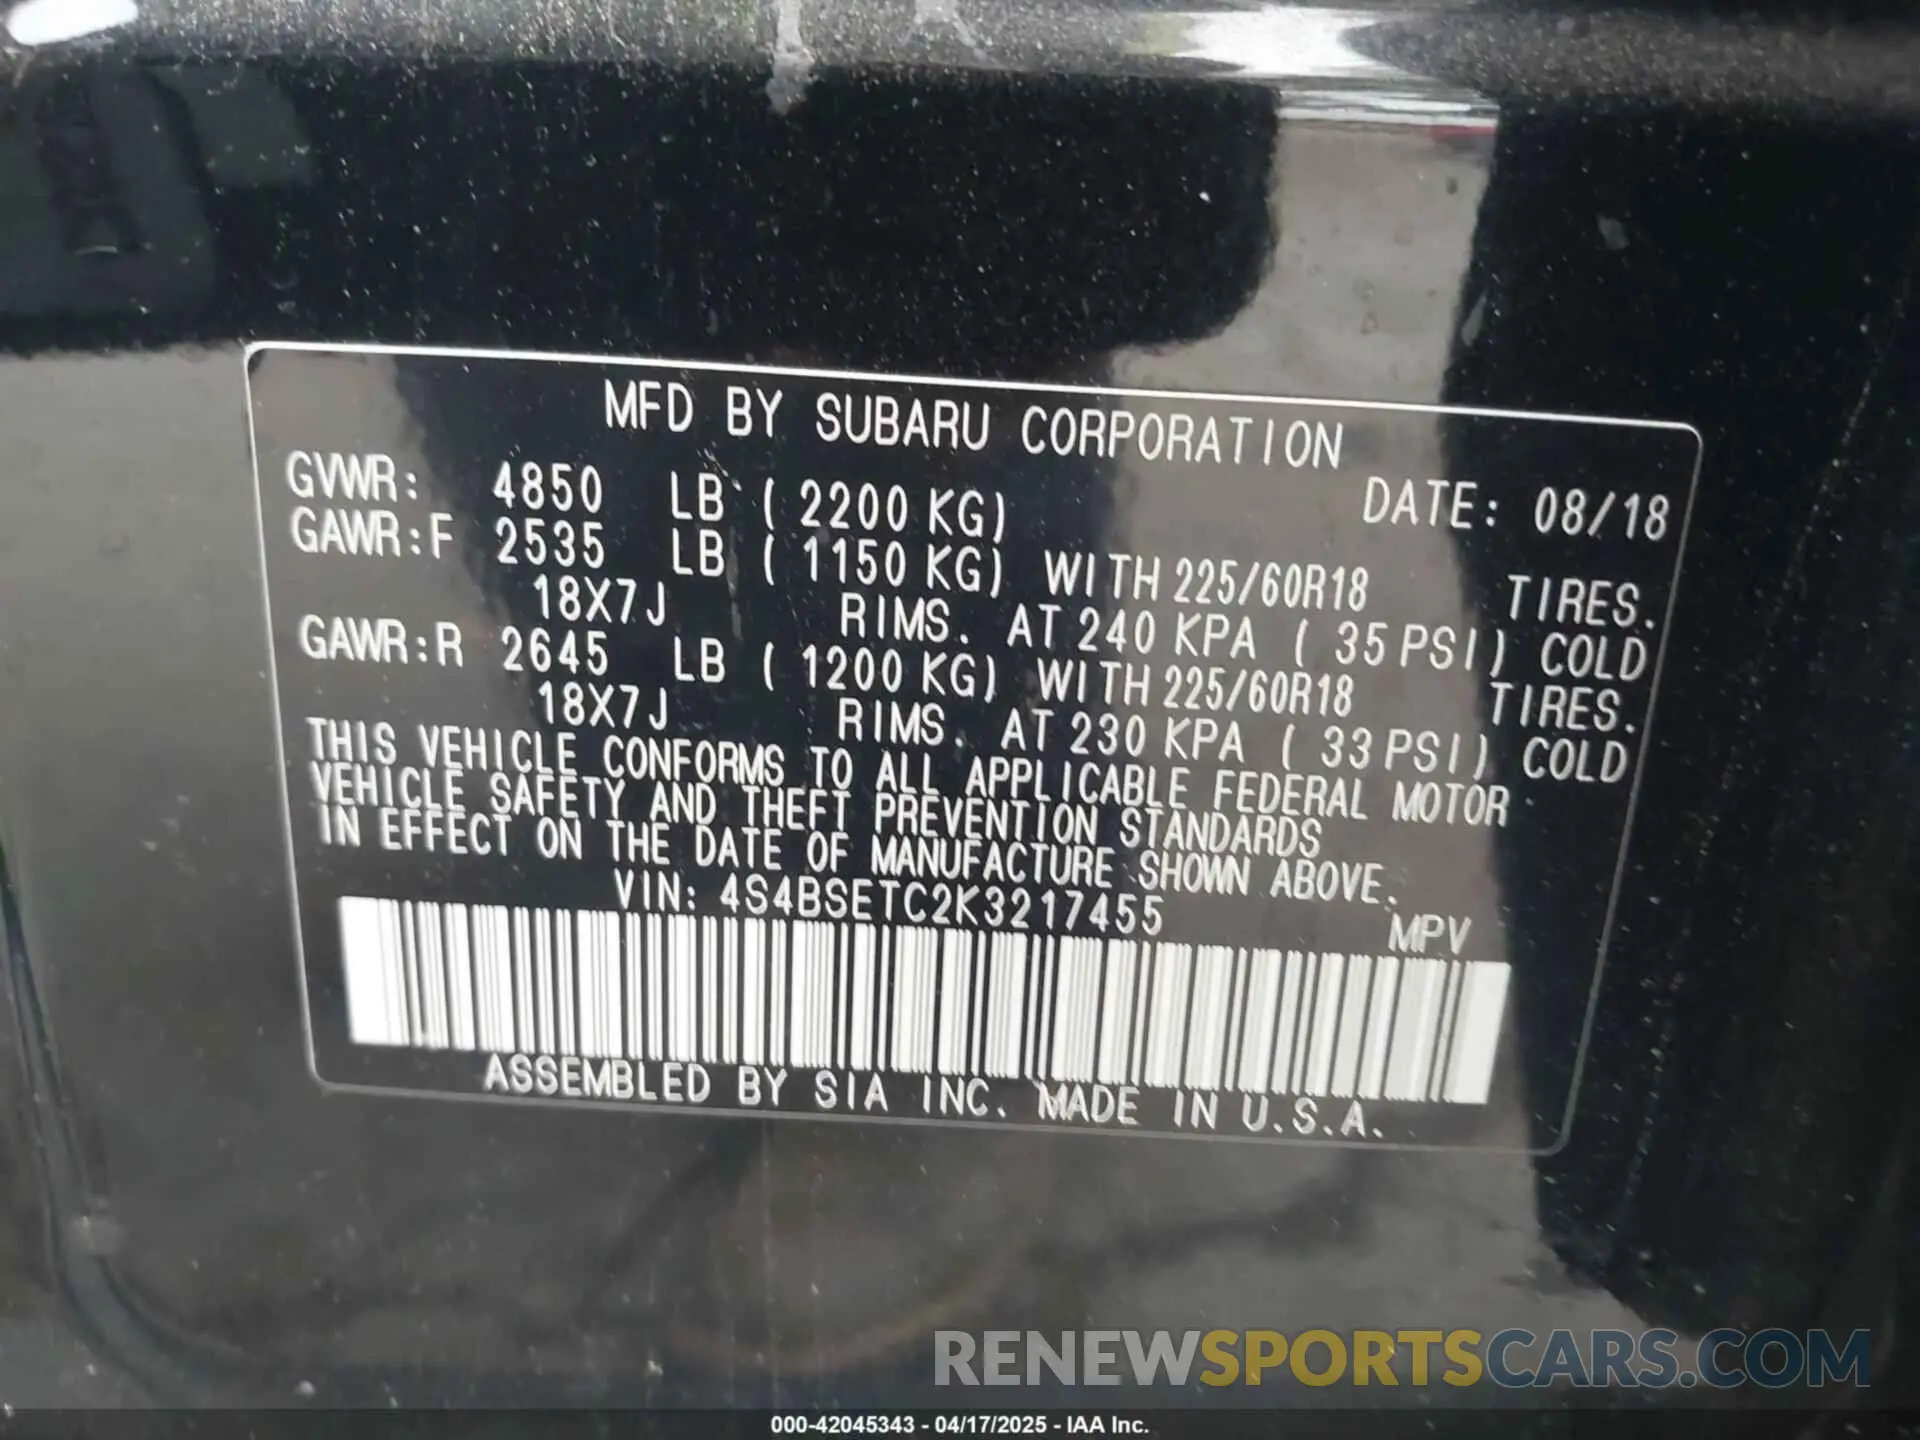 MFD BY SUBARU CORPORATION
GVWR: 4850 LB ( 2200 KG) DATE: 08/18
GAWR:F 2535 LB ( 1150 KG) WITH 225/60R18 TIRES.
18X7J RIMS. AT 240 KPA ( 35 PSI) COLD
GAWR:R 2645 LB ( 1200 KG) WITH 225/60R18 TIRES.
18X7J RIMS. AT 230 KPA ( 33 PSI) COLD
THIS VEHICLE CONFORMS TO ALL APPLICABLE FEDERAL MOTOR
VEHICLE SAFETY AND THEFT PREVENTION STANDARDS
IN EFFECT ON THE DATE OF MANUFACTURE SHOWN ABOVE.
VIN: 4S4BSETC2K3217455 MPV
ASSEMBLED BY SIA INC. MADE IN U.S.A.
RENEWSPORTSCARS.COM
000-42045343 - 04/17/2025 - IAA Inc.